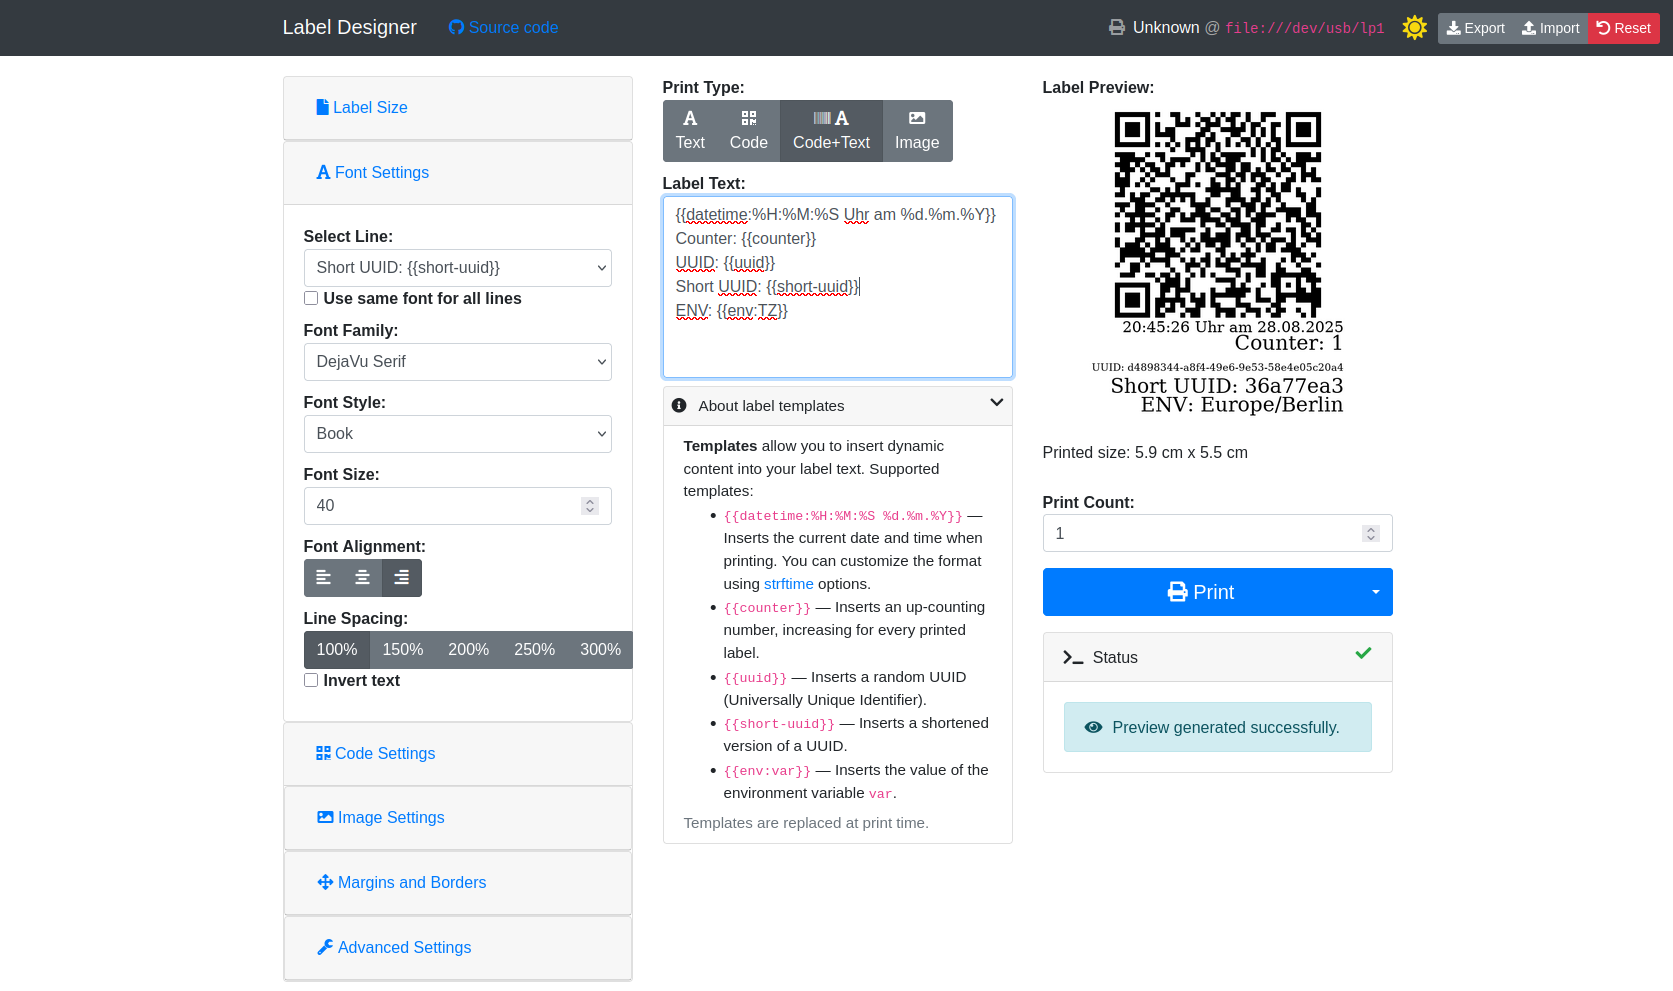 Label Designer
Source code
Unknown @ file:///dev/usb/lp1
Export
Import
Reset
Label Size
Font Settings
Select Line:
Short UUID: {{short-uuid}}
Use same font for all lines
Font Family:
DejaVu Serif
Font Style:
Book
Font Size:
40
Font Alignment:
Line Spacing:
100% 150% 200% 250% 300%
Invert text
Code Settings
Image Settings
Margins and Borders
Advanced Settings
Print Type:
Text Code Code+Text Image
Label Text:
{{datetime:%H:%M:%S Uhr am %d.%m.%Y}}
Counter: {{counter}}
UUID: {{uuid}}
Short UUID: {{short-uuid}}
ENV: {{env:TZ}}
About label templates
Templates allow you to insert dynamic
content into your label text. Supported
templates:
• {{datetime:%H:%M:%S %d.%m.%Y}} —
Inserts the current date and time when
printing. You can customize the format
using strftime options.
• {{counter}} — Inserts an up-counting
number, increasing for every printed
label.
• {{uuid}} — Inserts a random UUID
(Universally Unique Identifier).
• {{short-uuid}} — Inserts a shortened
version of a UUID.
• {{env:var}} — Inserts the value of the
environment variable var.
Templates are replaced at print time.
Label Preview:
20:45:26 Uhr am 28.08.2025
Counter: 1
UUID: d4898344-a8f4-49e6-9e53-58e4e05c20a4
Short UUID: 36a77ea3
ENV: Europe/Berlin
Printed size: 5.9 cm x 5.5 cm
Print Count:
1
Print
Status
Preview generated successfully.